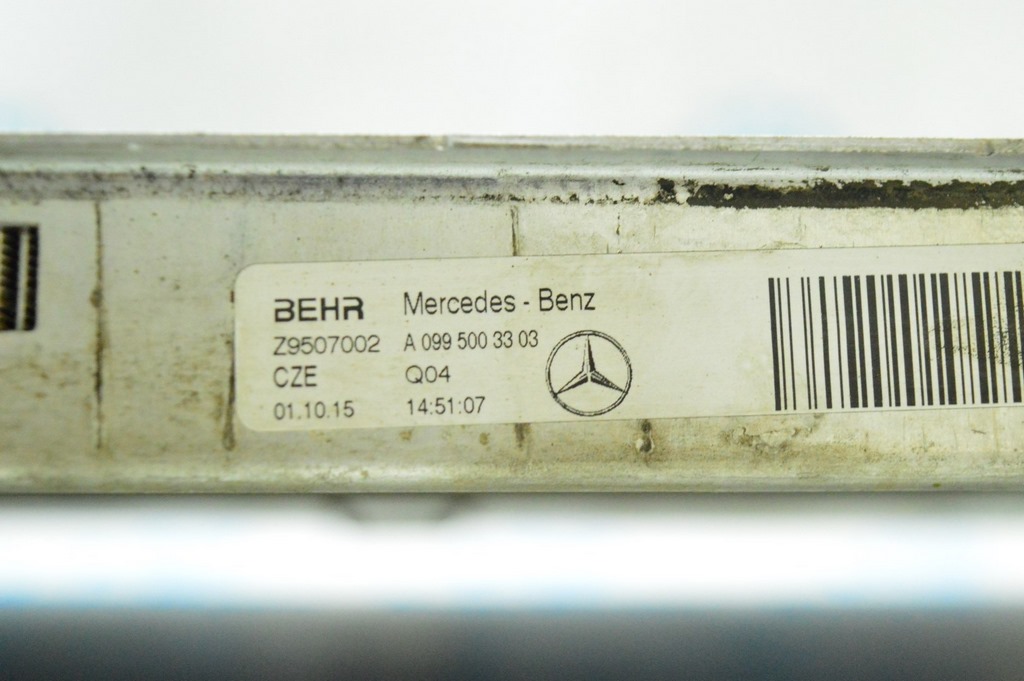 BEHR Mercedes - Benz
Z9507002 A 099 500 33 03
CZE Q04
01.10.15 14:51:07